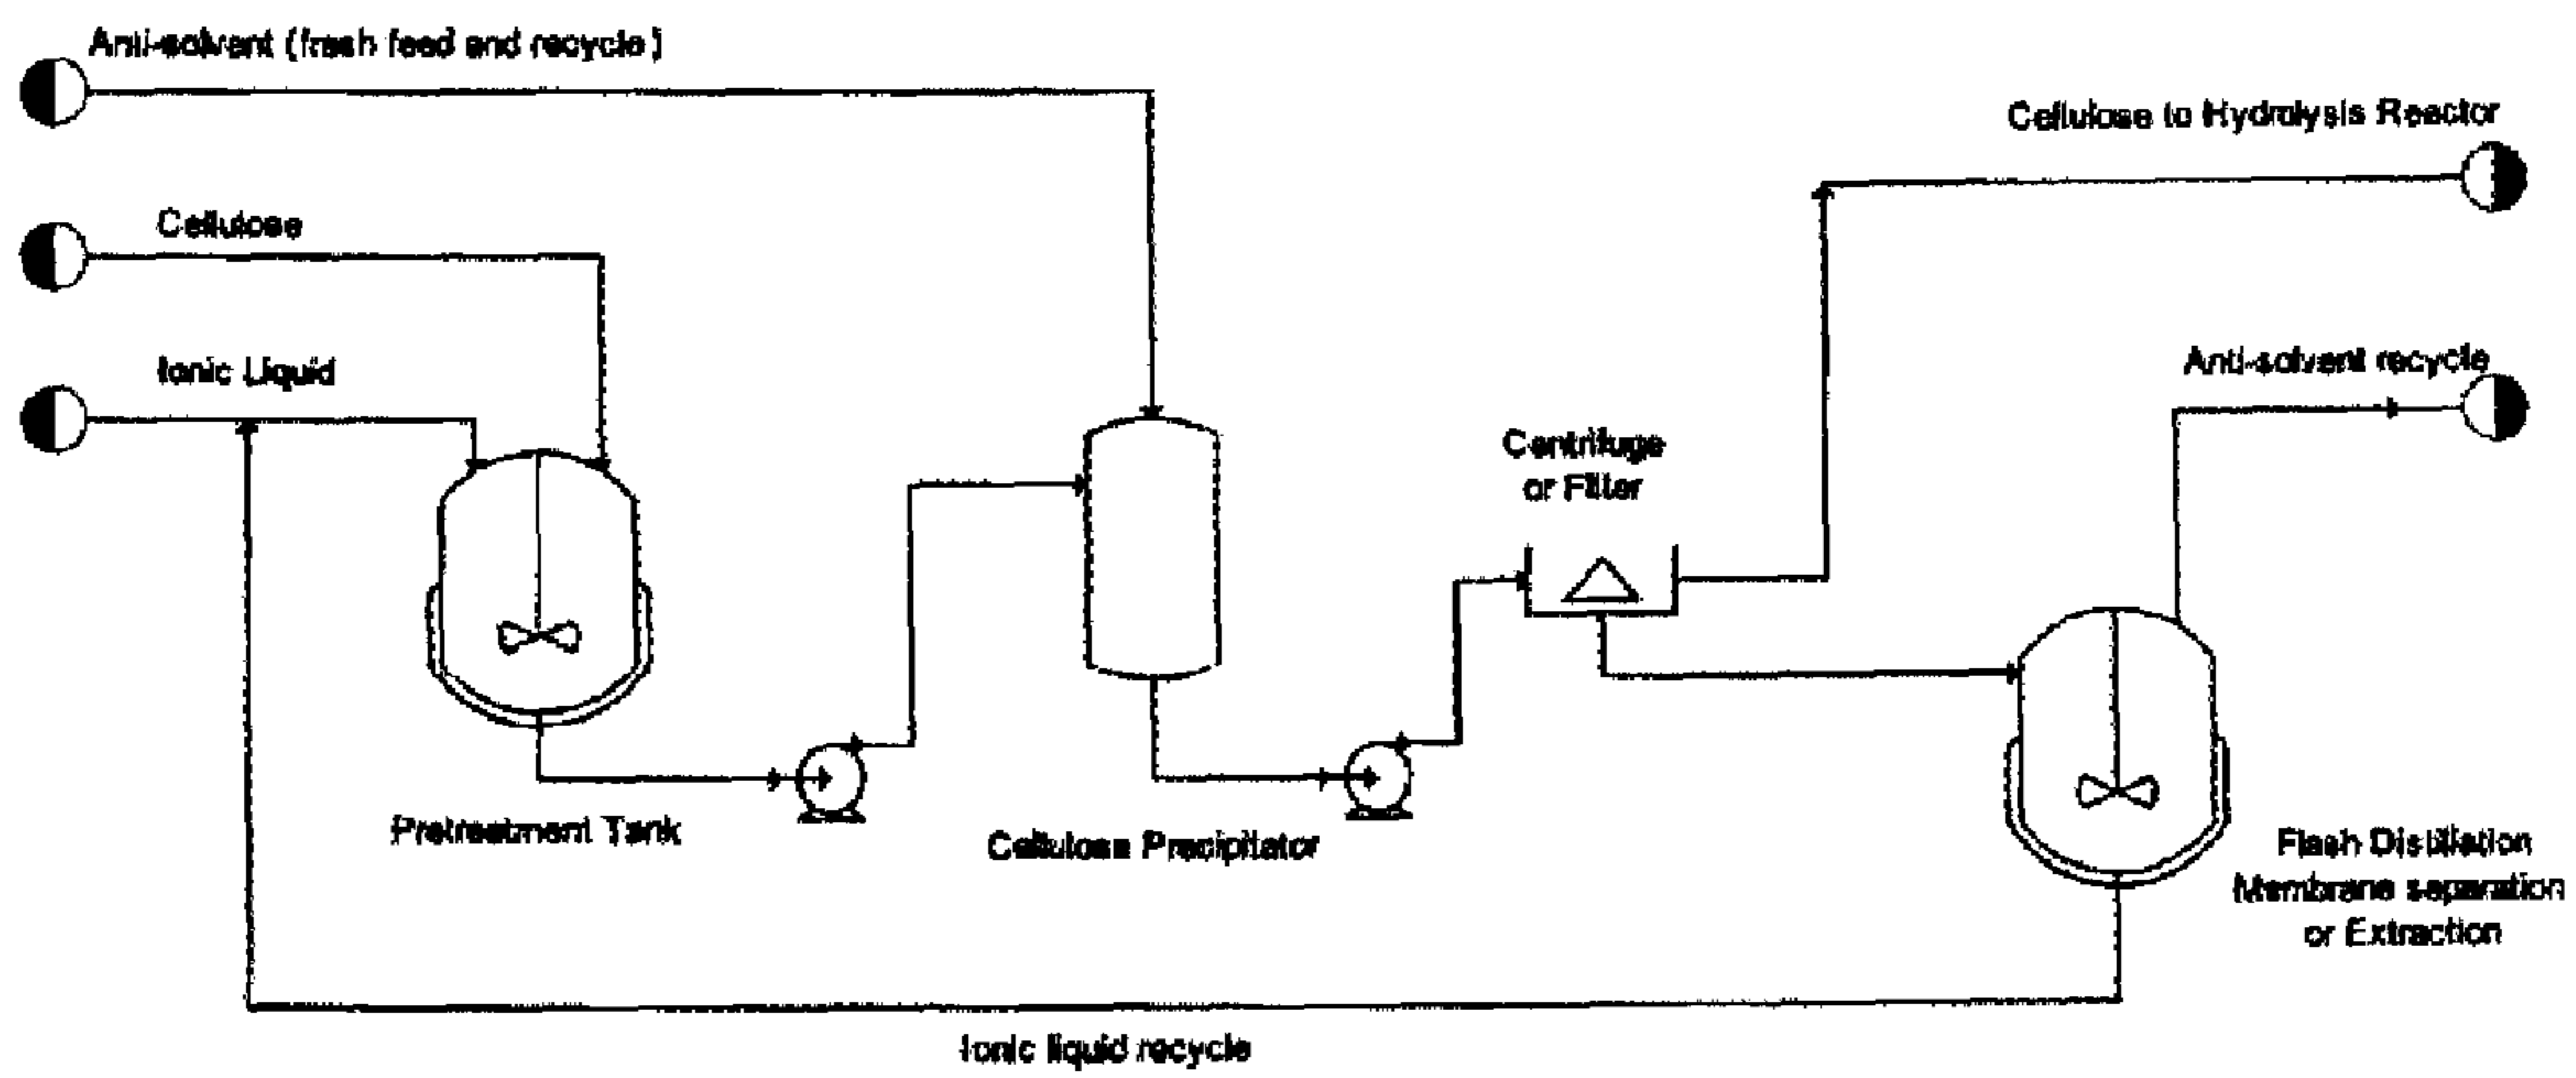 Anti-solvent (fresh feed and recycle)
Cellulose to Hydrolysis Reactor
Cellulose
Anti-solvent recycle
Ionic Liquid
Centrifuge
or Filter
Pretreatment Tank
Cellulose Precipitator
Flash Distillation
Membrane separation
or Extraction
Ionic liquid recycle